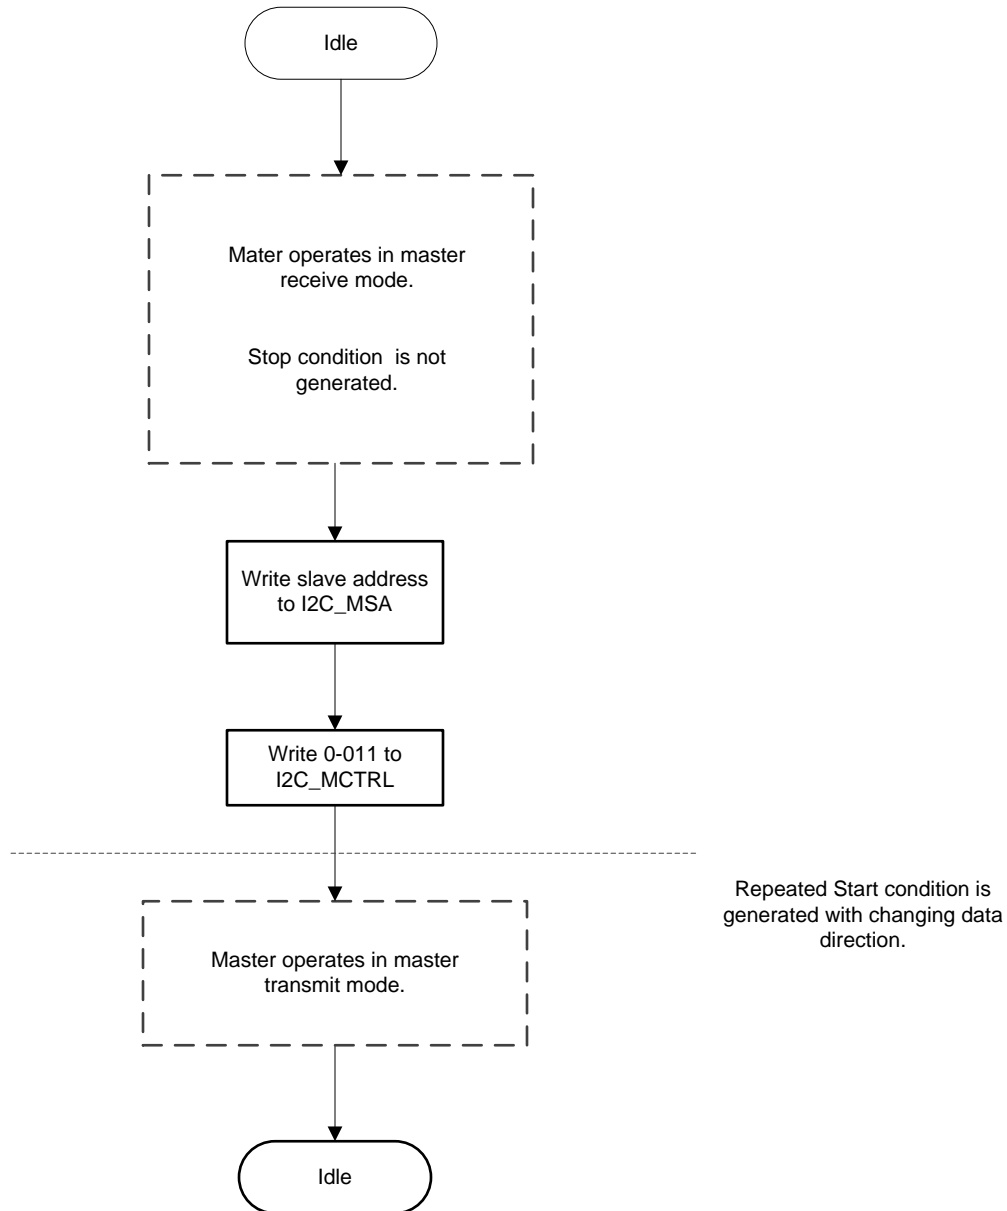 Idle
Mater operates in master
receive mode.
Stop condition  is not
generated.
Write slave address
to I2C_MSA
Write 0-011 to
I2C_MCTRL
Repeated Start condition is
generated with changing data
direction.
Master operates in master
transmit mode.
Idle